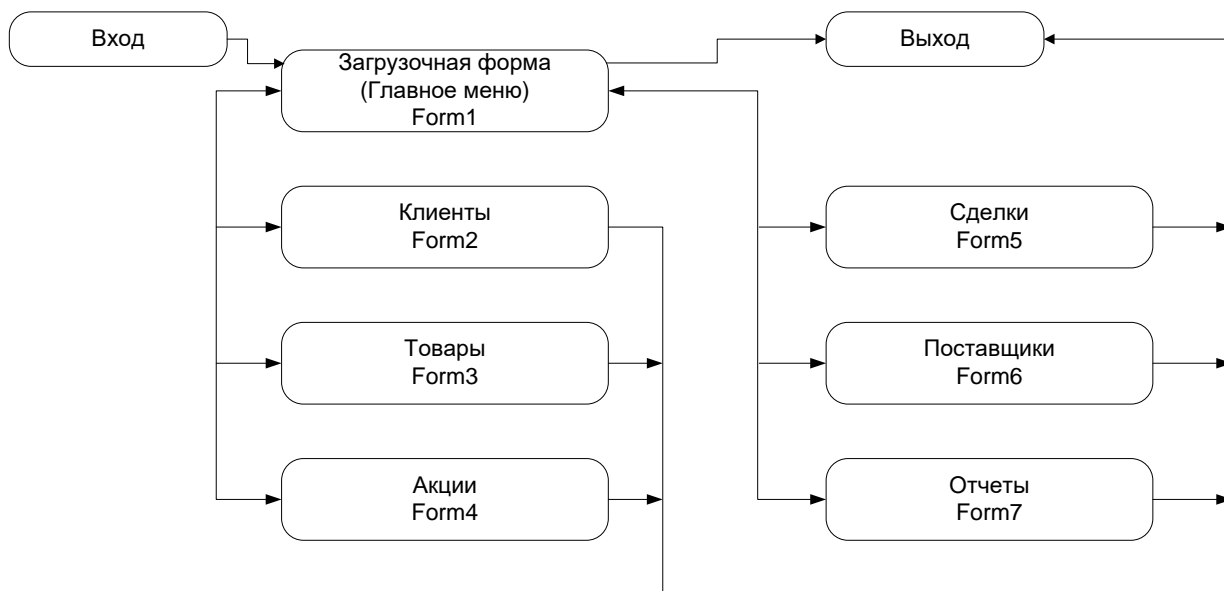 Вход
Выход
Загрузочная форма
(Главное меню)
Form1
Клиенты
Form2
Сделки
Form5
Товары
Form3
Поставщики
Form6
Акции
Form4
Отчеты
Form7